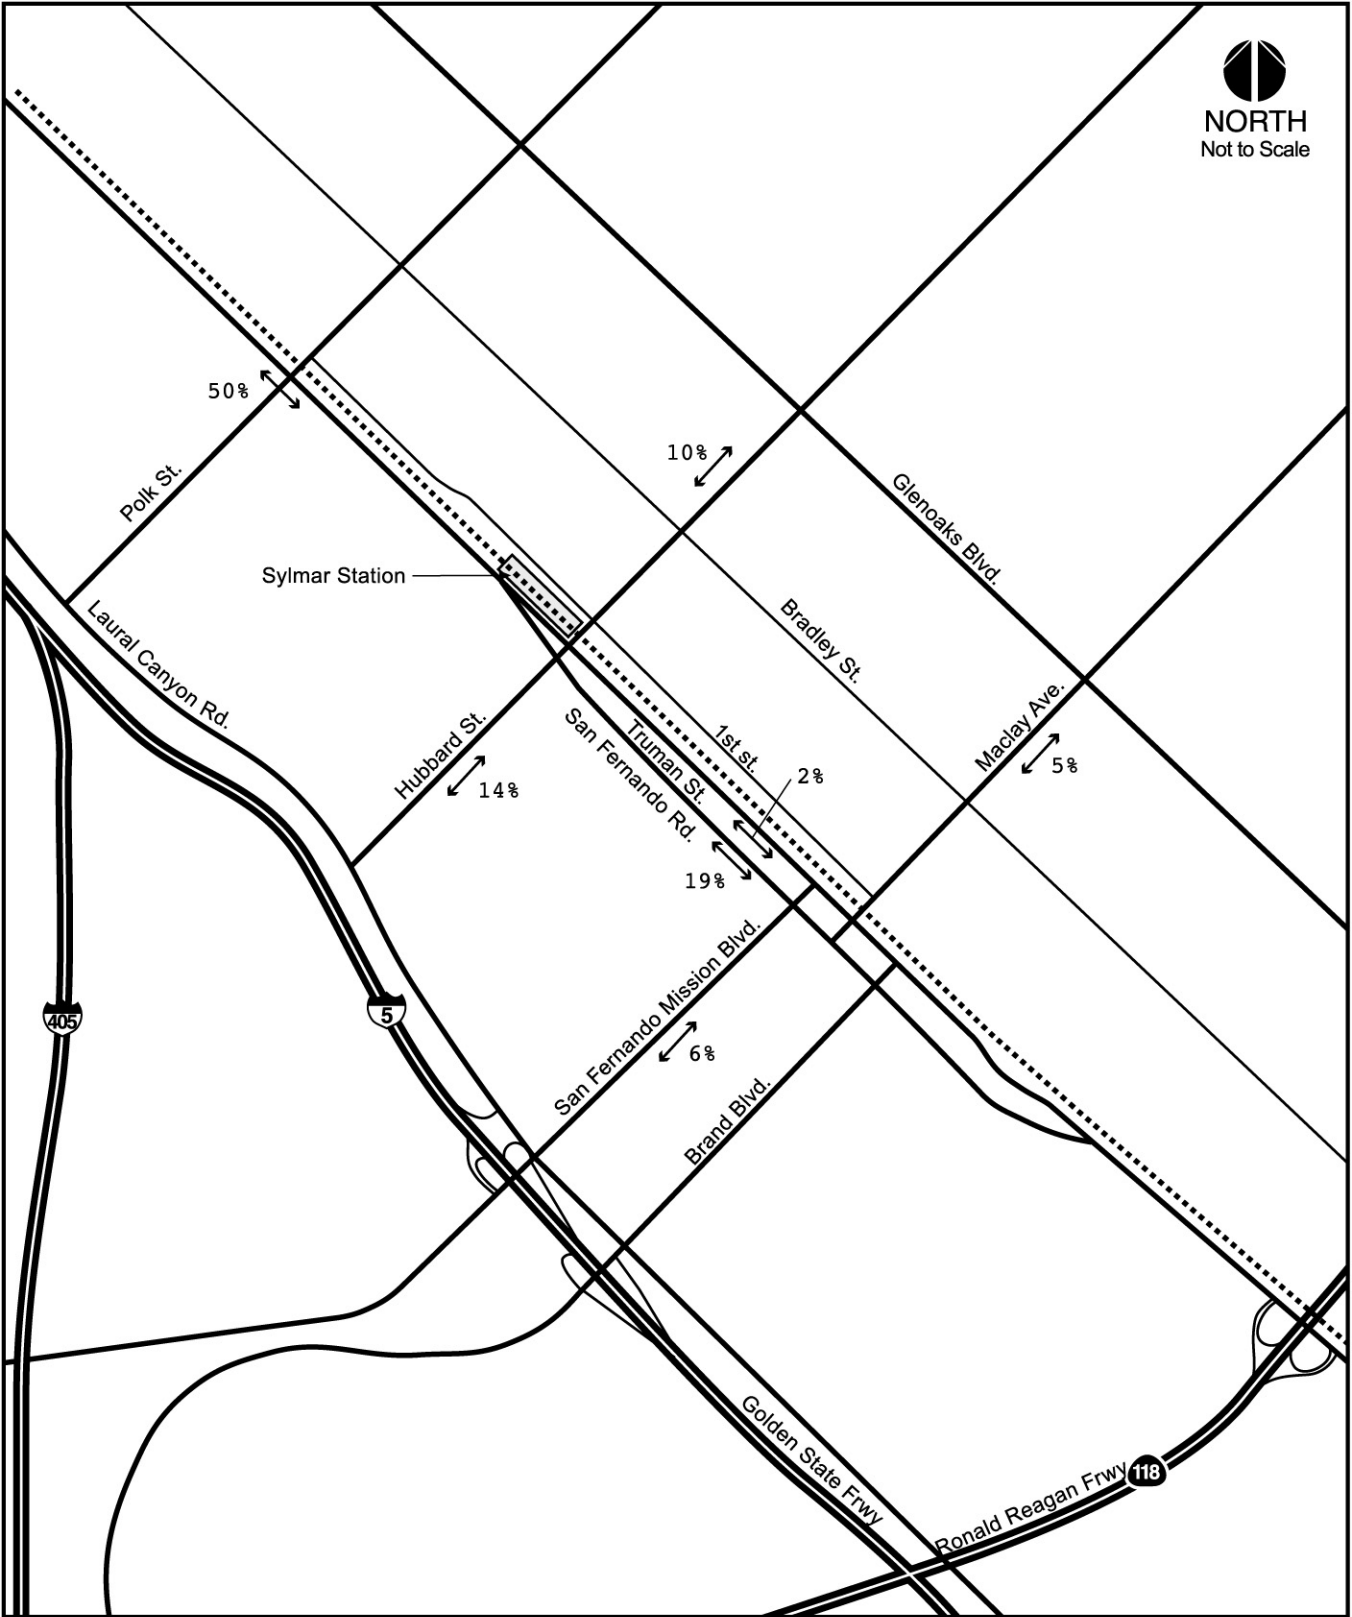 NORTH
Not to Scale
50%
10%
Polk St.
Glenoaks Blvd.
Sylmar Station
Laural Canyon Rd.
Bradley St.
Hubbard St.
14%
San Fernando Rd.
Truman St.
1st st.
2%
Maclay Ave.
5%
19%
San Fernando Mission Blvd.
6%
405
5
Brand Blvd.
Golden State Frwy
Ronald Reagan Frwy
118